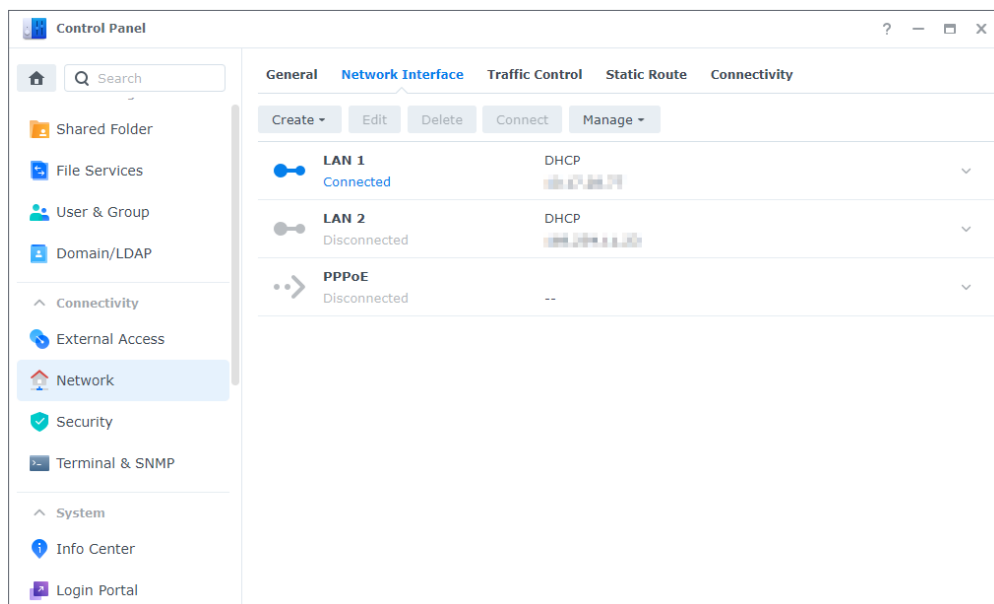 Control Panel
?
Search
General Network Interface Traffic Control Static Route Connectivity
Create Edit Delete Connect Manage
Shared Folder
File Services
User & Group
Domain/LDAP
Connectivity
External Access
Network
Security
Terminal & SNMP
System
Info Center
Login Portal
LAN 1 DHCP
Connected
LAN 2 DHCP
Disconnected
PPPoE
Disconnected --